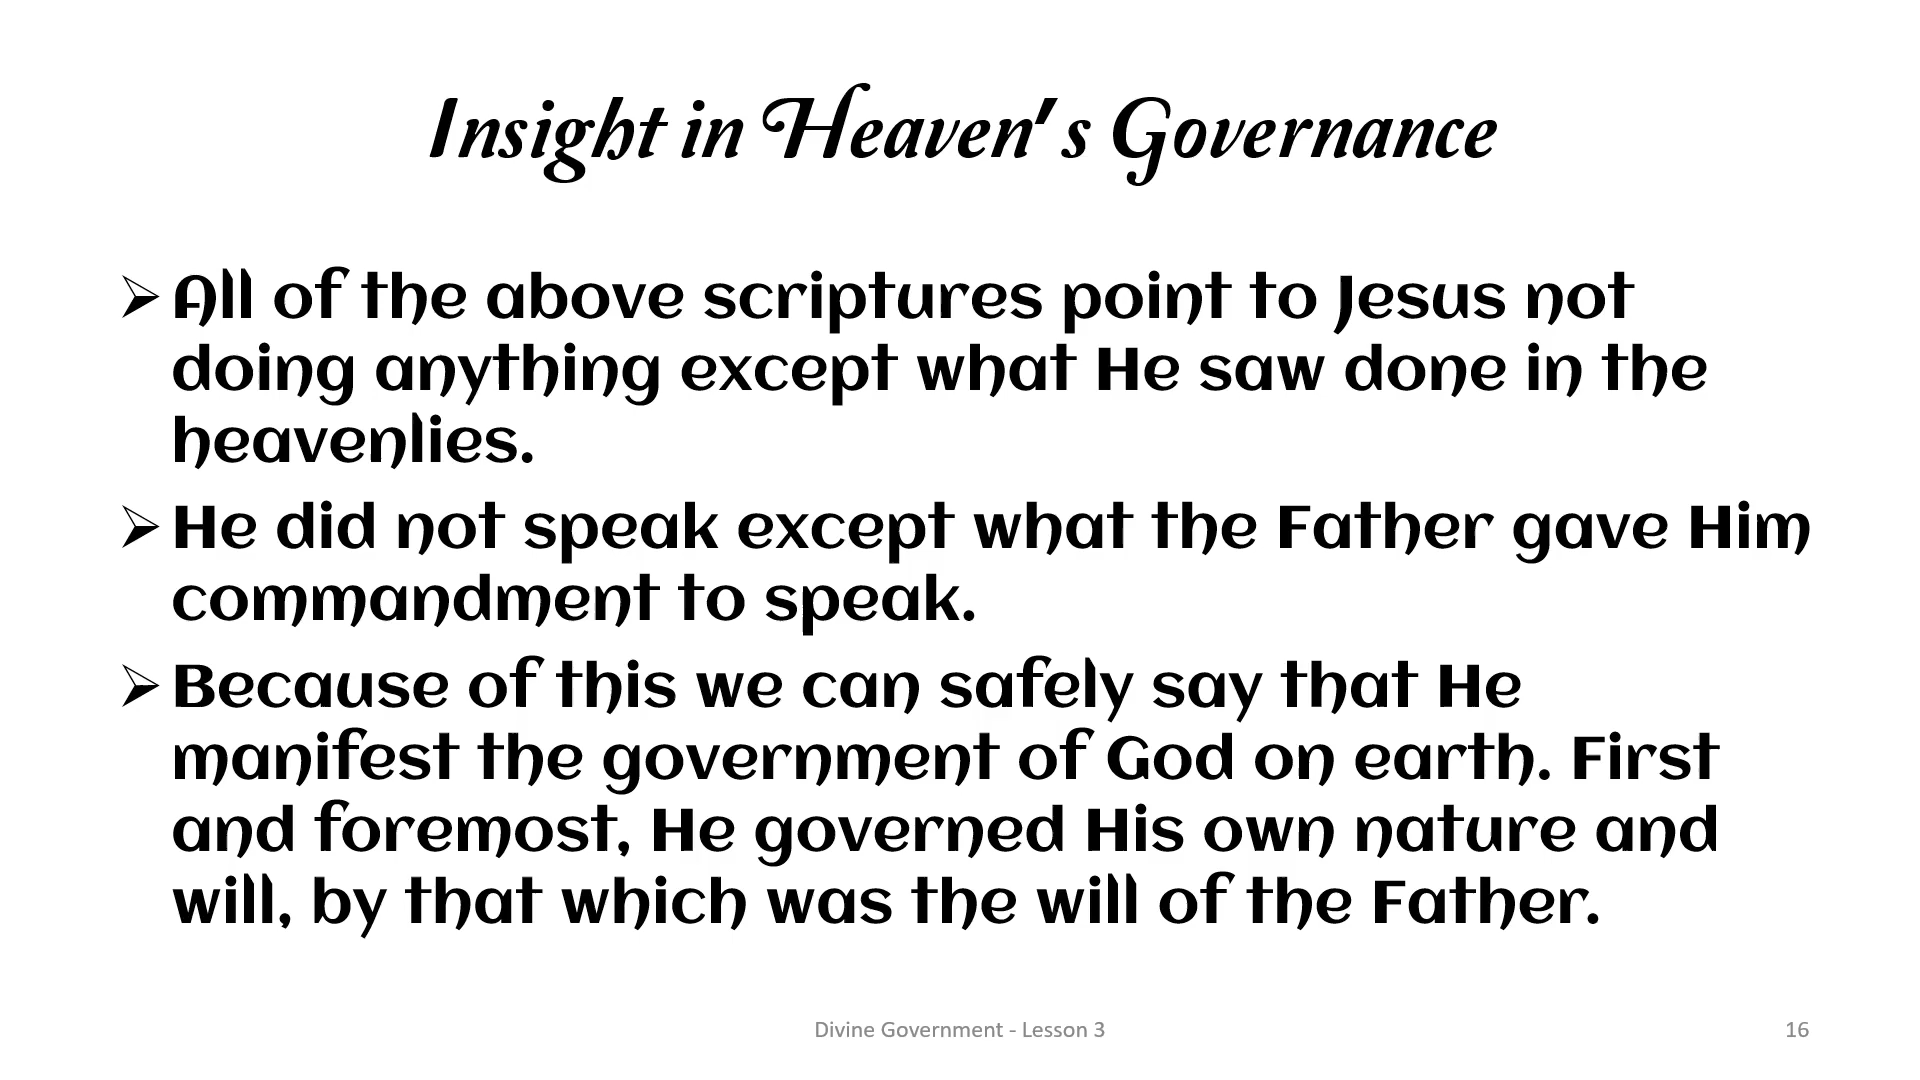 Insight in Heaven's Governance
➢ All of the above scriptures point to Jesus not
doing anything except what He saw done in the
heavenlies.
➢ He did not speak except what the Father gave Him
commandment to speak.
➢ Because of this we can safely say that He
manifest the government of God on earth. First
and foremost, He governed His own nature and
will, by that which was the will of the Father.
Divine Government - Lesson 3
16